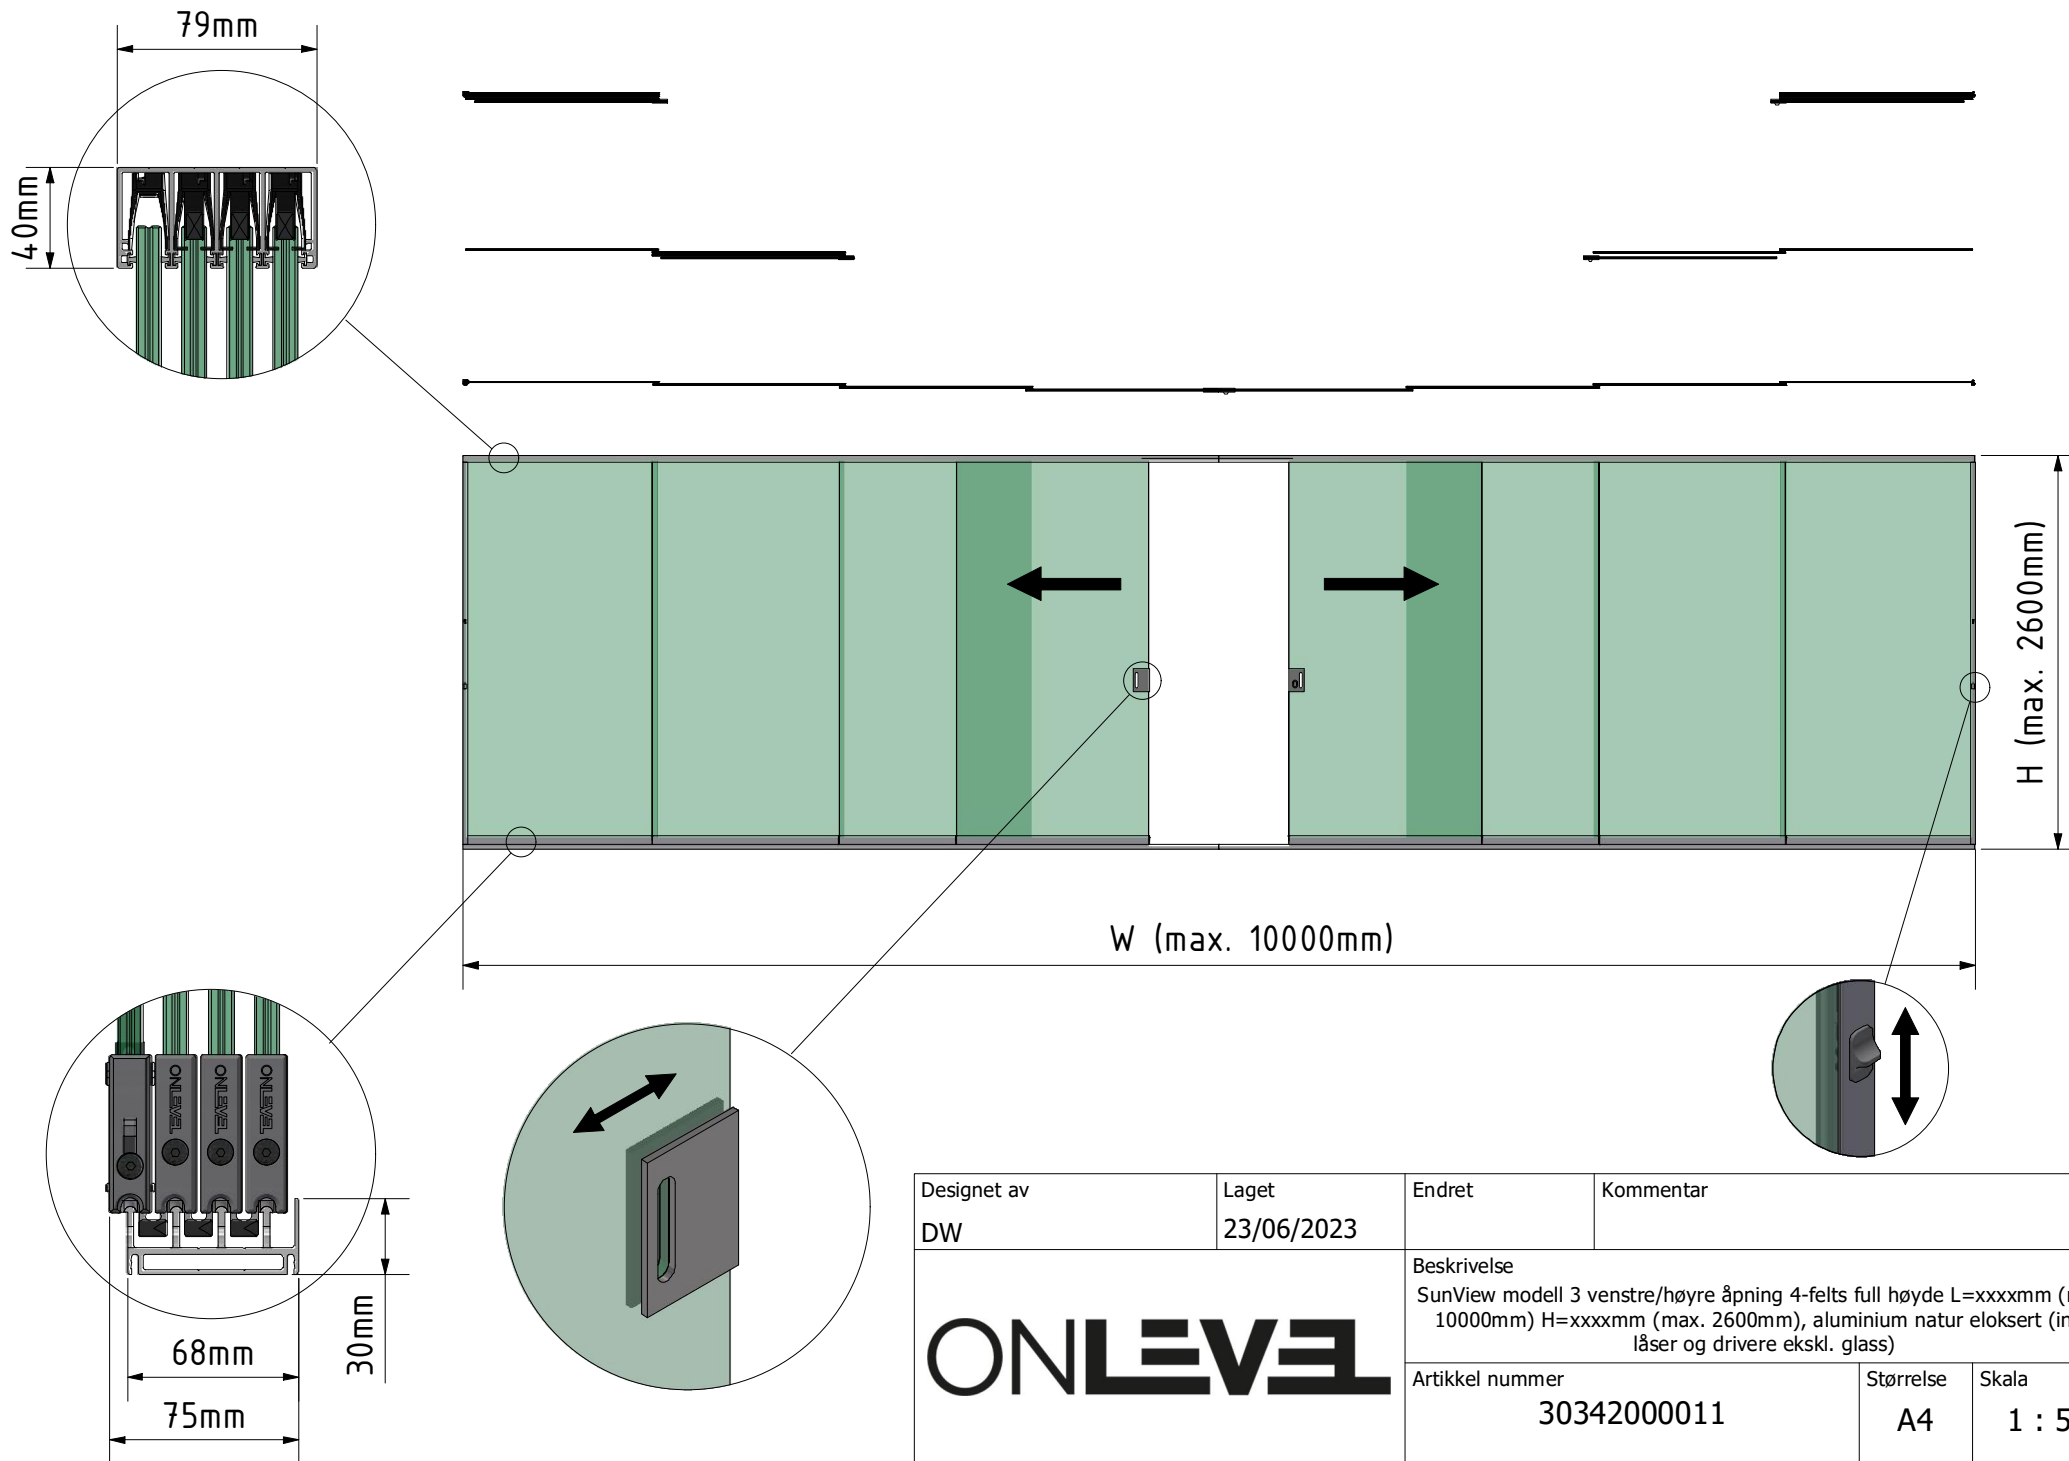 79mm
40mm
H (max. 2600mm)
W (max. 10000mm)
ONLEVEL
ONLEVEL
ONLEVEL
30mm
68mm
75mm
Designet av
DW
Laget
23/06/2023
Endret
Kommentar
ONLEVEL
Beskrivelse
SunView modell 3 venstre/høyre åpning 4-felts full høyde L=xxxxmm (
10000mm) H=xxxxmm (max. 2600mm), aluminium natur eloksert (in
låser og drivere ekskl. glass)
Artikkel nummer
30342000011
Størrelse
A4
Skala
1 : 5